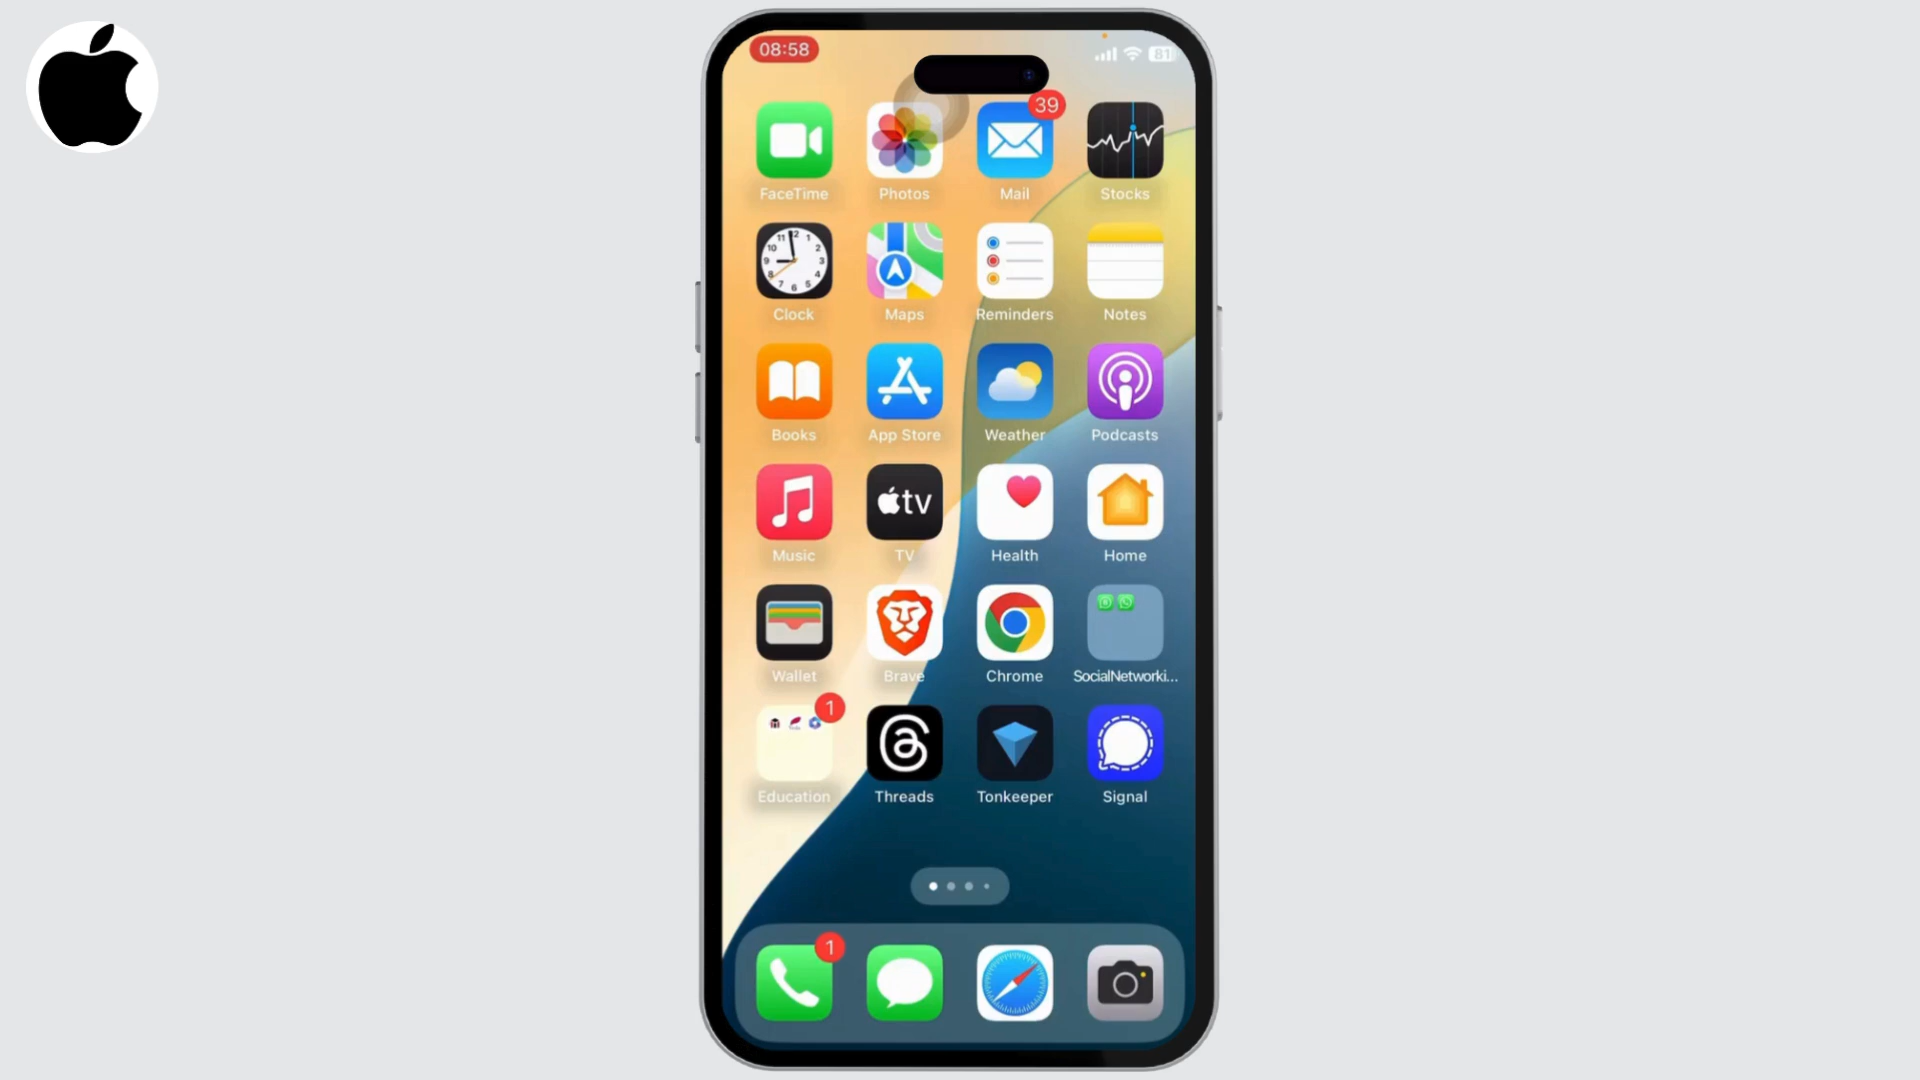 08:58
81
39
FaceTime Photos Mail Stocks
Clock Maps Reminders Notes
Books App Store Weather Podcasts
tv
Music TV Health Home
Wallet Brave Chrome SocialNetworki...
1
Education Threads Tonkeeper Signal
1